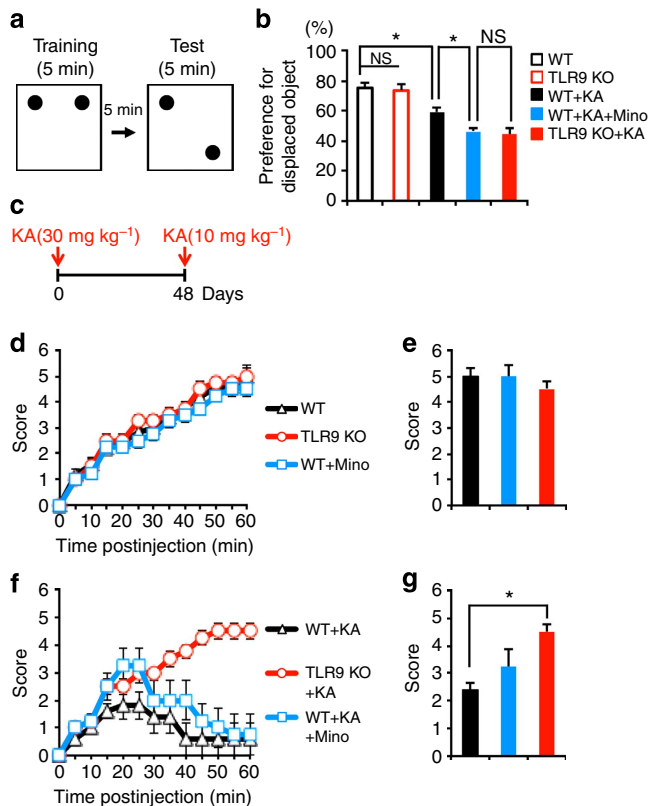 a
Training
(5 min)
Test
(5 min)
5 min
b
(%)
Preference for
displaced object
100
80
60
40
20
0
*
*
NS
NS
WT
TLR9 KO
WT+KA
WT+KA+Mino
TLR9 KO+KA
c
KA(30 mg kg⁻¹)
KA(10 mg kg⁻¹)
0
48
Days
d
Score
6
5
4
3
2
1
0
0
10
20
30
40
50
60
Time postinjection (min)
WT
TLR9 KO
WT+Mino
e
Score
6
5
4
3
2
1
0
f
Score
6
5
4
3
2
1
0
0
10
20
30
40
50
60
Time postinjection (min)
WT+KA
TLR9 KO
+KA
WT+KA
+Mino
g
Score
6
5
4
3
2
1
0
*